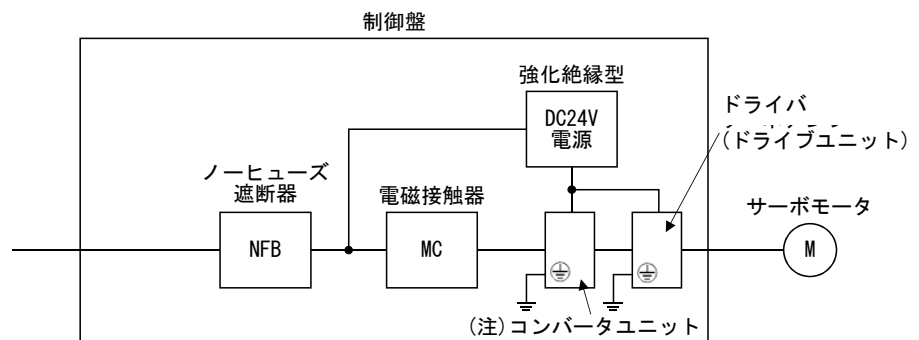 制御盤
強化絶縁型
DC24V
電源
ドライバ
(ドライブユニット)
ノーヒューズ
遮断器
電磁接触器
サーボモータ
NFB
MC
M
(注)コンバータユニット